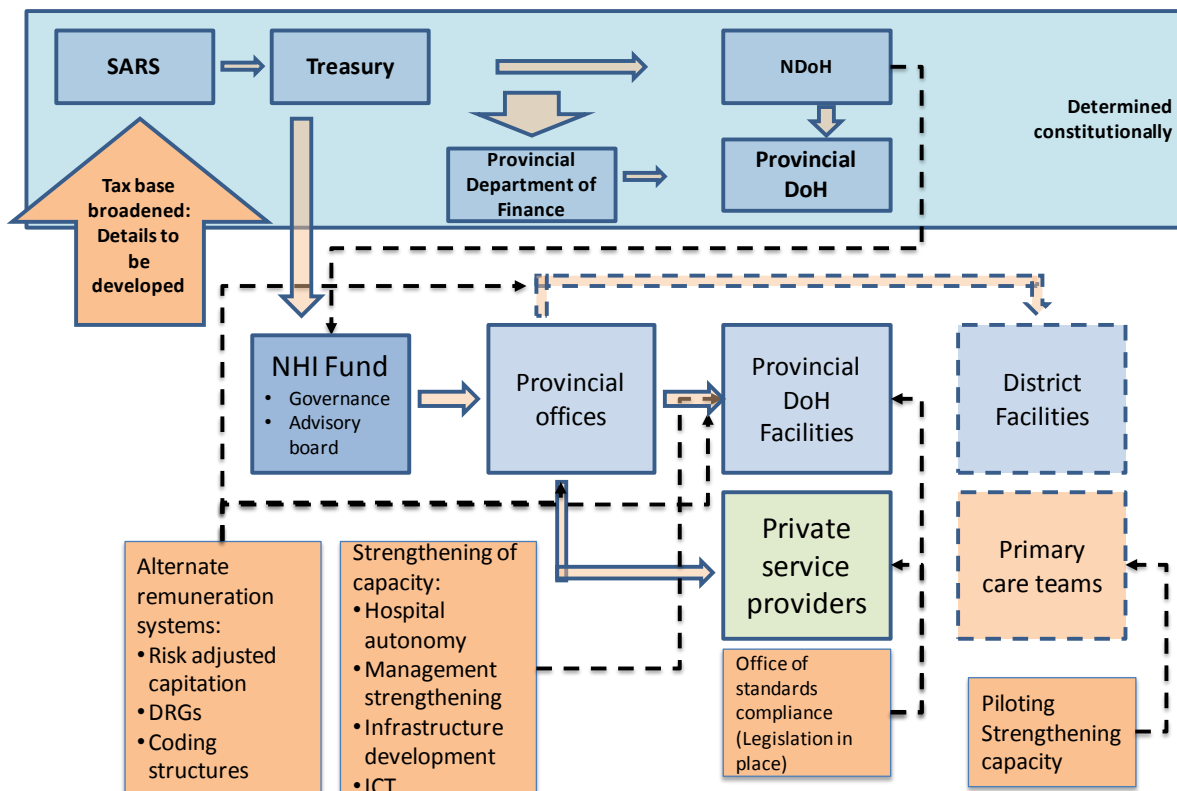 SARS
Treasury
NDoH
Determined
constitutionally
Provincial
Department of
Finance
Provincial
DoH
Tax base
broadened:
Details to
be
developed
NHI Fund
• Governance
• Advisory
board
Provincial
offices
Provincial
DoH
Facilities
District
Facilities
Private
service
providers
Primary
care teams
Alternate
remuneration
systems:
• Risk adjusted
capitation
• DRGs
• Coding
structures
Strengthening of
capacity:
• Hospital
autonomy
• Management
strengthening
• Infrastructure
development
• ICT
Office of
standards
compliance
(Legislation in
place)
Piloting
Strengthening
capacity